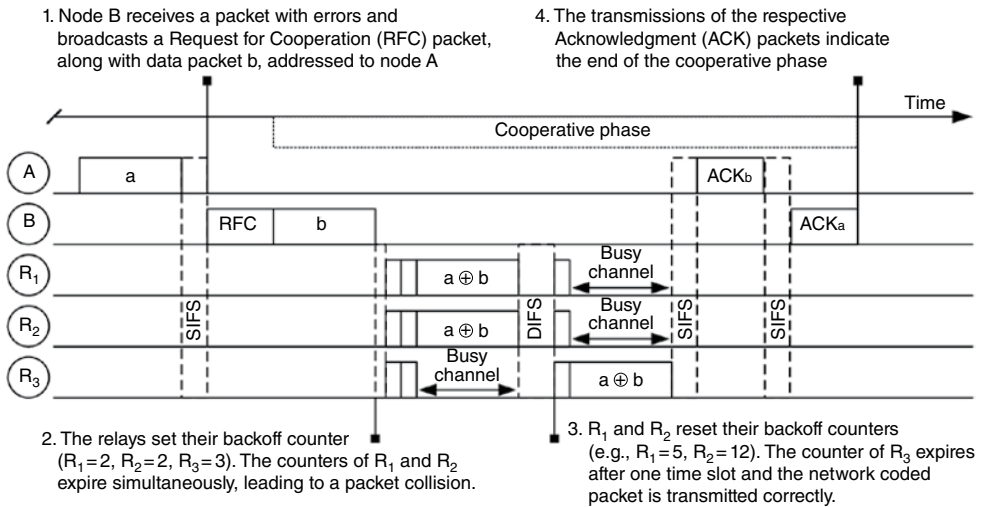 1. Node B receives a packet with errors and
broadcasts a Request for Cooperation (RFC) packet,
along with data packet b, addressed to node A
4. The transmissions of the respective
Acknowledgment (ACK) packets indicate
the end of the cooperative phase
Time
Cooperative phase
A
a
ACKb
B
RFC
b
ACKa
R1
a ⊕ b
Busy
channel
R2
a ⊕ b
Busy
channel
R3
Busy
channel
a ⊕ b
SIFS
DIFS
SIFS
SIFS
2. The relays set their backoff counter
(R1=2, R2=2, R3=3). The counters of R1 and R2
expire simultaneously, leading to a packet collision.
3. R1 and R2 reset their backoff counters
(e.g., R1=5, R2=12). The counter of R3 expires
after one time slot and the network coded
packet is transmitted correctly.